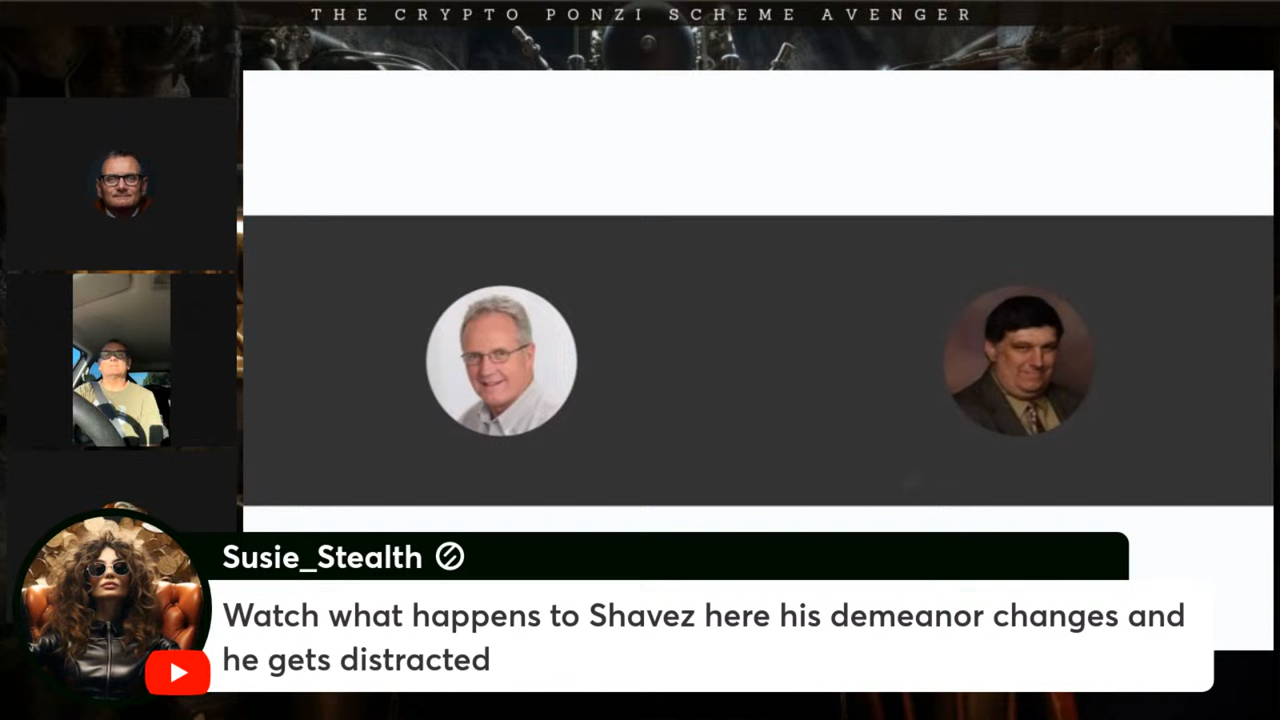 THE CRYPTO PONZI SCHEME AVENGER
Susie_Stealth
Watch what happens to Shavez here his demeanor changes and
he gets distracted